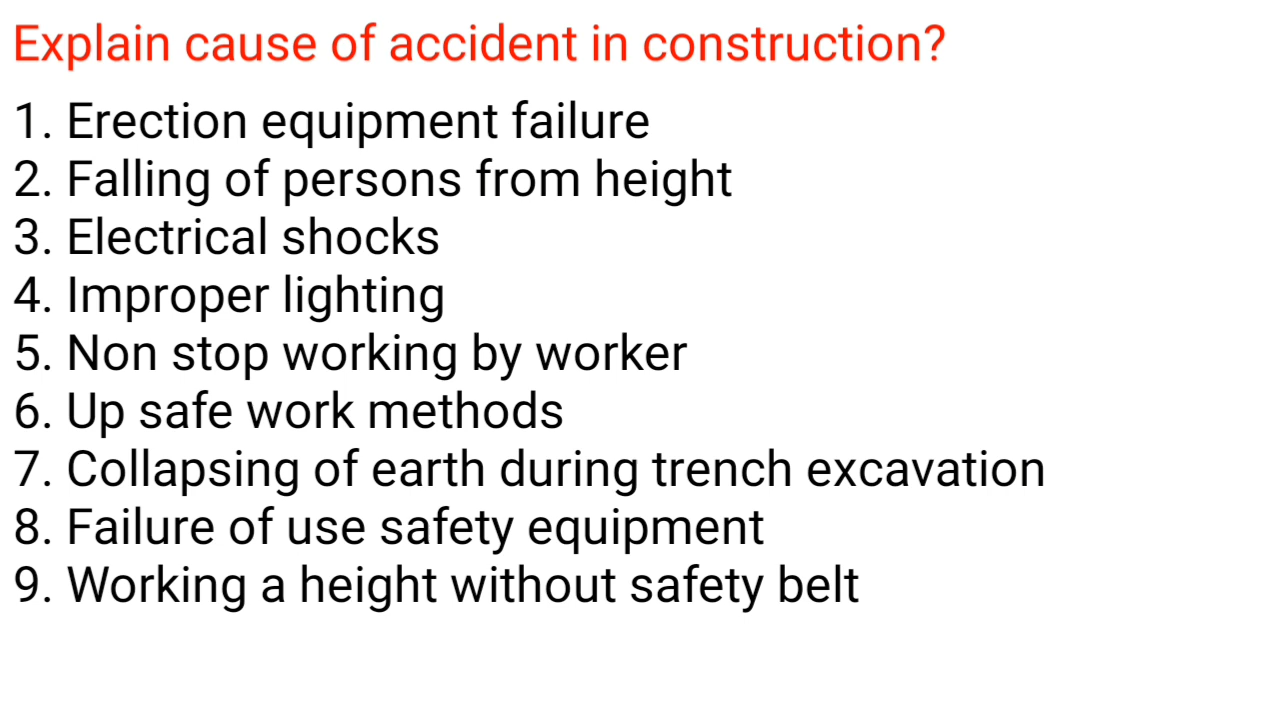 Explain cause of accident in construction?
1. Erection equipment failure
2. Falling of persons from height
3. Electrical shocks
4. Improper lighting
5. Non stop working by worker
6. Up safe work methods
7. Collapsing of earth during trench excavation
8. Failure of use safety equipment
9. Working a height without safety belt